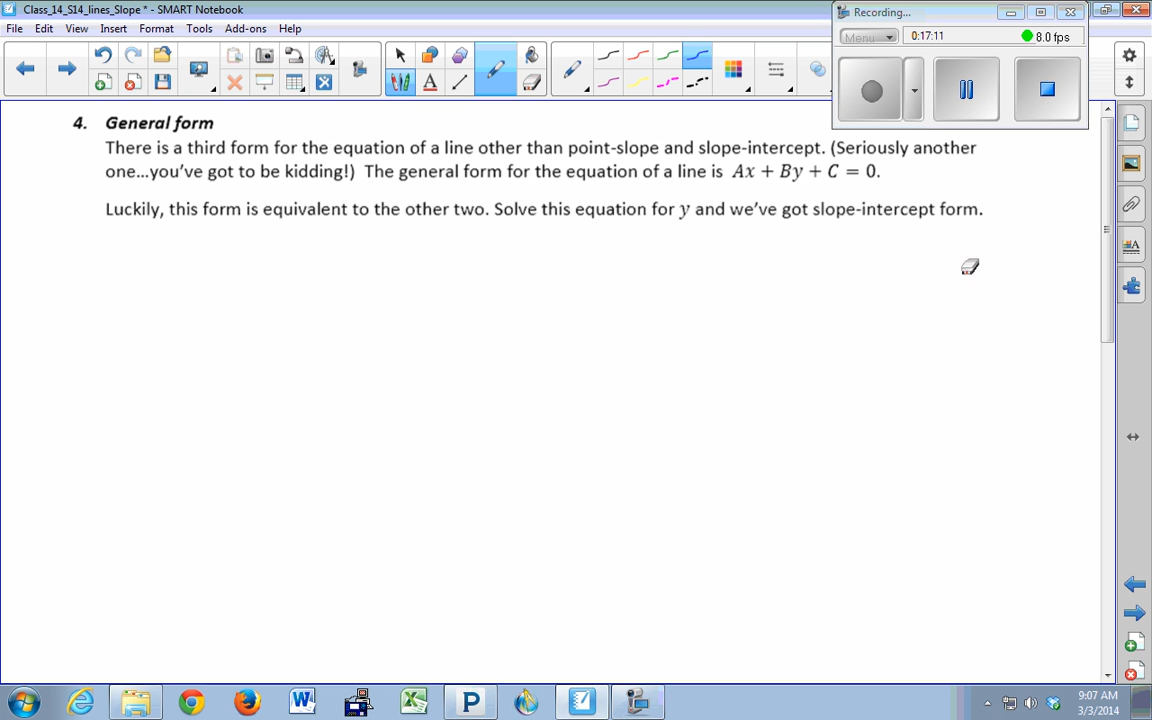 Class_14_S14_lines_Slope * - SMART Notebook
Recording...
File Edit View Insert Format Tools Add-ons Help
Menu 0:17:11 8.0 fps
4. General form
There is a third form for the equation of a line other than point-slope and slope-intercept. (Seriously another
one…you've got to be kidding!) The general form for the equation of a line is Ax + By + C = 0.
Luckily, this form is equivalent to the other two. Solve this equation for y and we've got slope-intercept form.
9:07 AM
3/3/2014